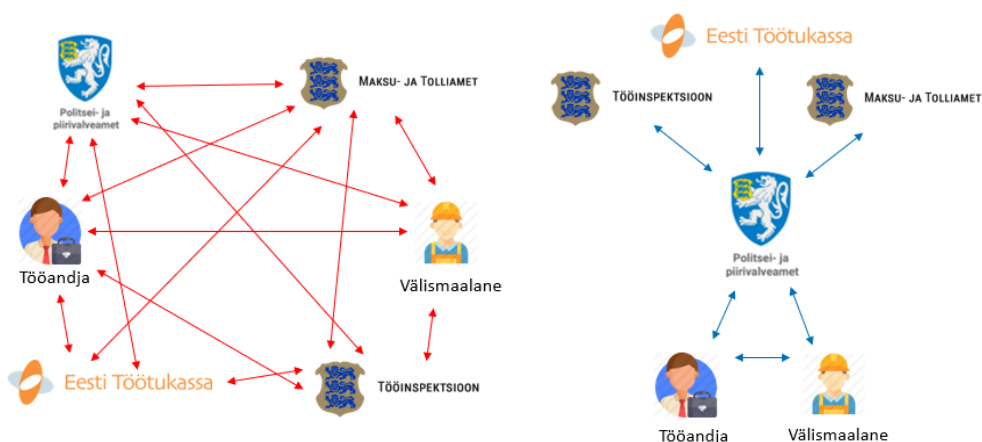 Politsei- ja
piirivalveamet
MAKSU- JA TOLLIAMET
Tööandja
Välismaalane
Eesti Töötukassa
TÖÖINSPEKTSIOON
Eesti Töötukassa
TÖÖINSPEKTSIOON
MAKSU- JA TOLLIAMET
Politsei- ja
piirivalveamet
Tööandja
Välismaalane